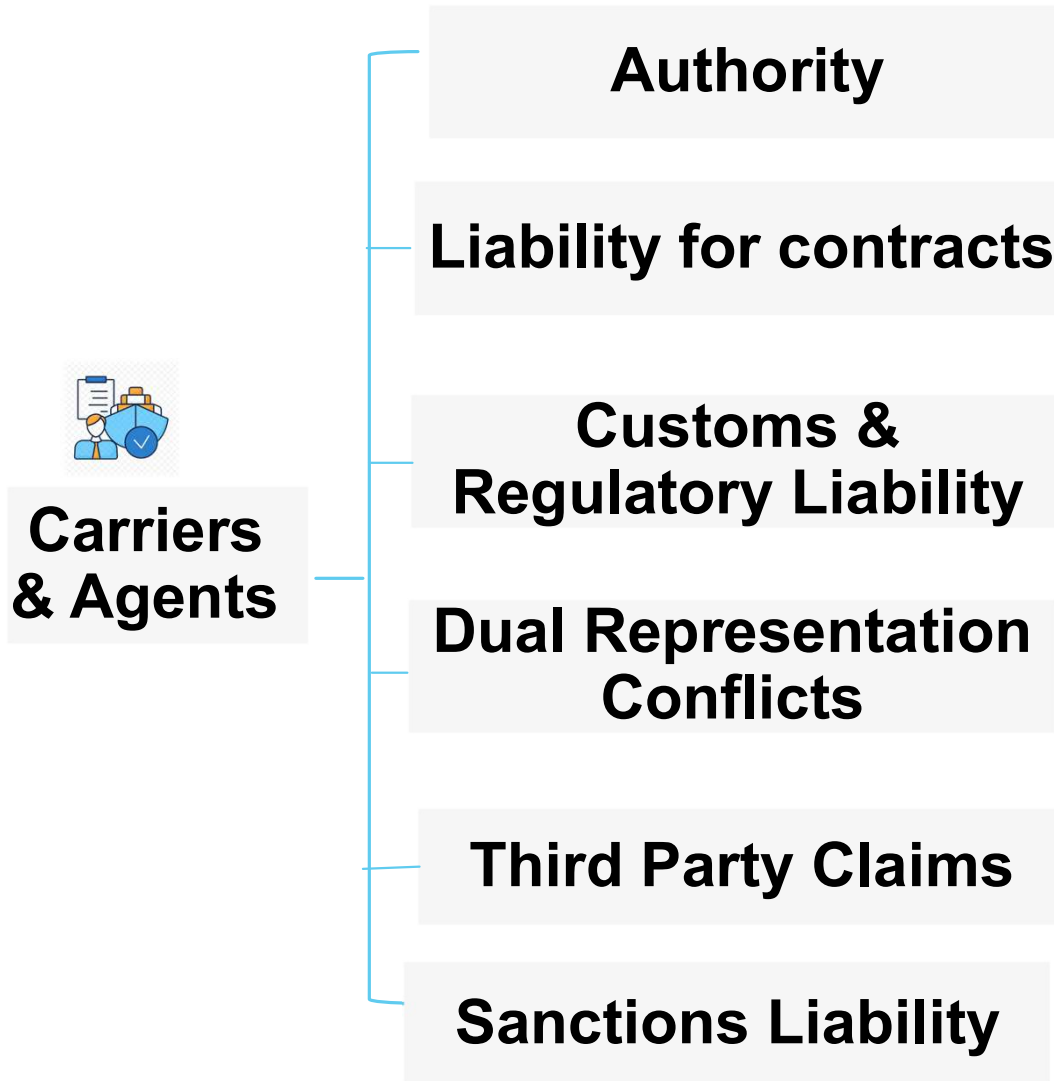 Authority
Liability for contracts
Customs &
Regulatory Liability
Carriers
& Agents
Dual Representation
Conflicts
Third Party Claims
Sanctions Liability